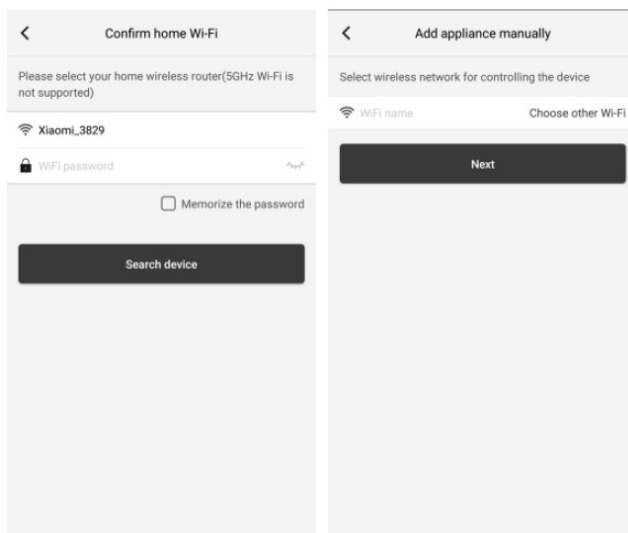 Confirm home Wi-Fi
Please select your home wireless router(5GHz Wi-Fi is
not supported)
Xiaomi_3829
WiFi password
Memorize the password
Search device
Add appliance manually
Select wireless network for controlling the device
WiFi name
Choose other Wi-Fi
Next